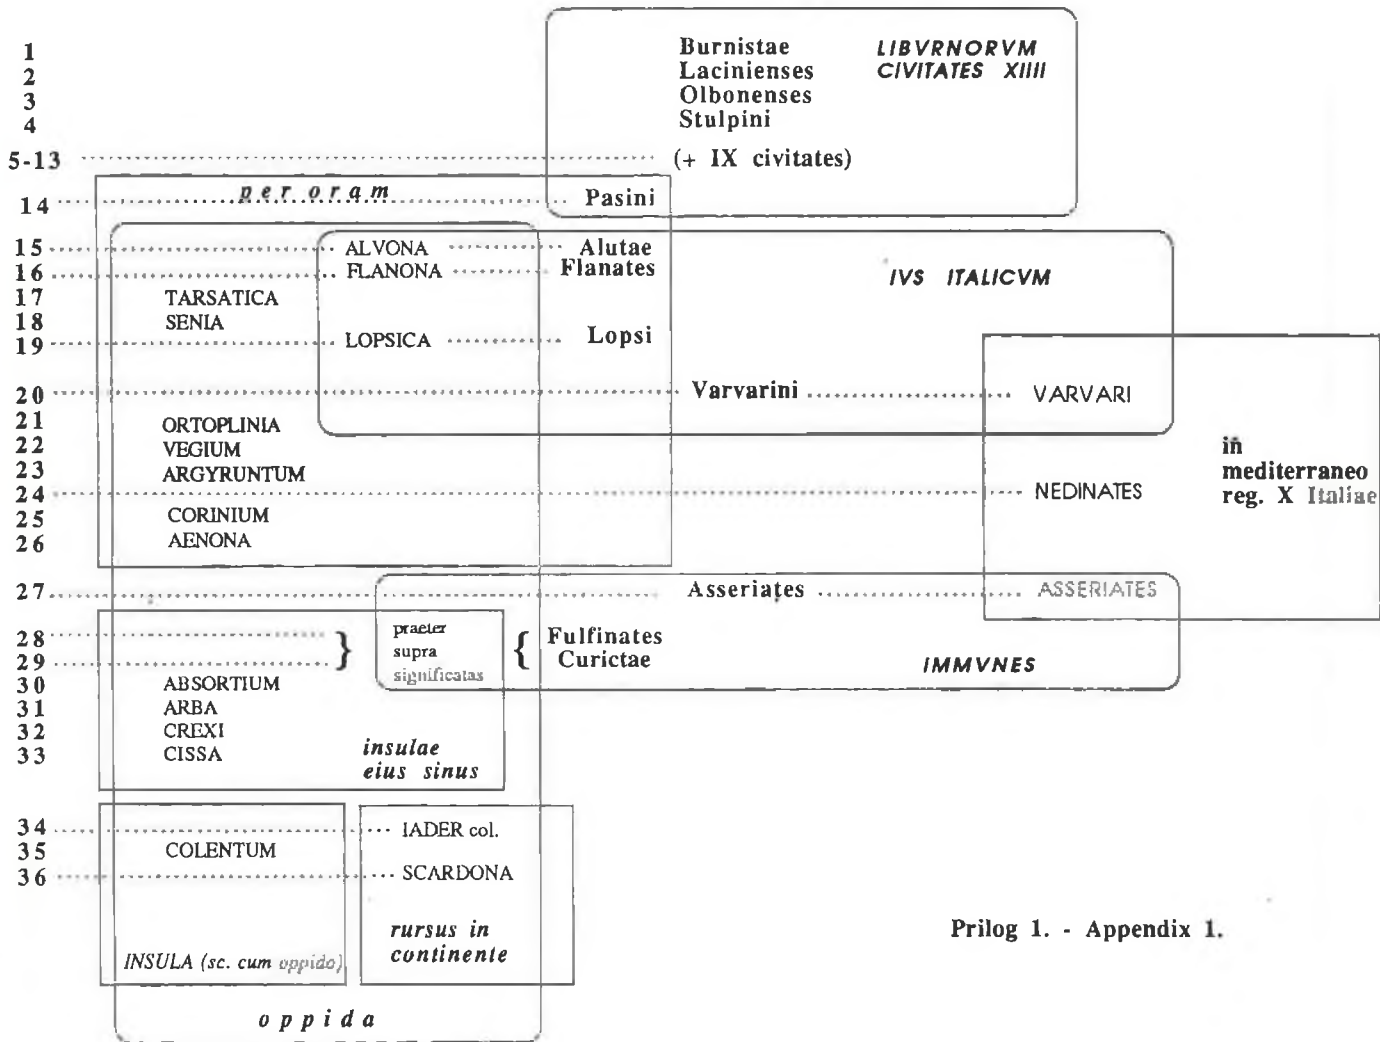 1 Burnistae LIBVRNORVM
2 Lacinienses CIVITATES XIIII
3 Olbonenses
4 Stulpini
5-13 (+ IX civitates)
per oram
14 Pasini
15 ALVONA Alutae
16 FLANONA Flanates
IVS ITALICVM
17 TARSATICA
18 SENIA
19 LOPSICA Lopsi
20 Varvarini VARVARI
21 ORTOPLINIA
22 VEGIUM
23 ARGYRUNTUM
24 NEDINATES
25 CORINIUM
26 AENONA
in
mediterraneo
reg. X Italiae
27 Asseriates ASSERIATES
28 } praeter { Fulfinates
29 supra Curictae
significatas
IMMVNES
30 ABSORTIUM
31 ARBA
32 CREXI
33 CISSA
insulae
eius sinus
34 IADER col.
35 COLENTUM
36 SCARDONA
rursus in
continente
INSULA (sc. cum oppido)
oppida
Prilog 1. - Appendix 1.